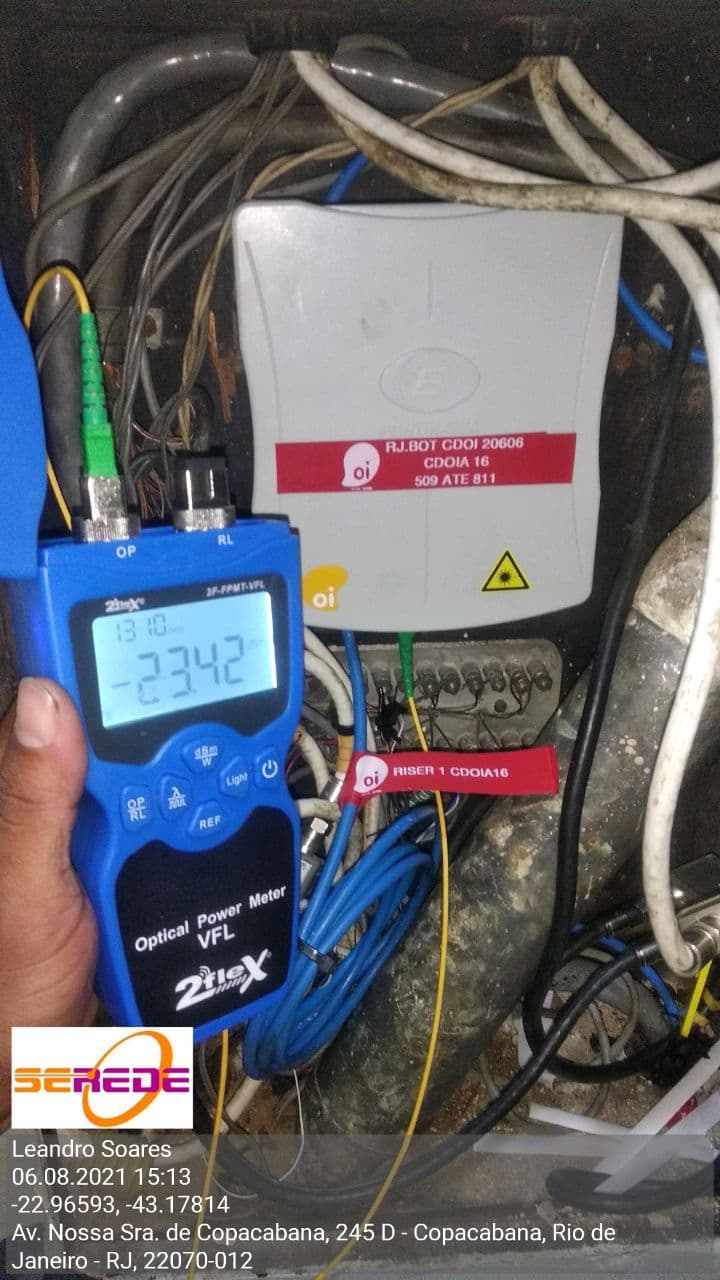 RJ.BOT CDOI 20606
CDOIA 16
509 ATE 811
oi
oi
OP
RL
2flex
2F-FPMT-VFL
1310
-23.42
dBm
W
OP
RL
λ
Light
REF
oi
RISER 1 CDOIA16
Optical Power Meter
VFL
2fleX
SEREDE
Leandro Soares
06.08.2021 15:13
-22.96593, -43.17814
Av. Nossa Sra. de Copacabana, 245 D - Copacabana, Rio de
Janeiro - RJ, 22070-012